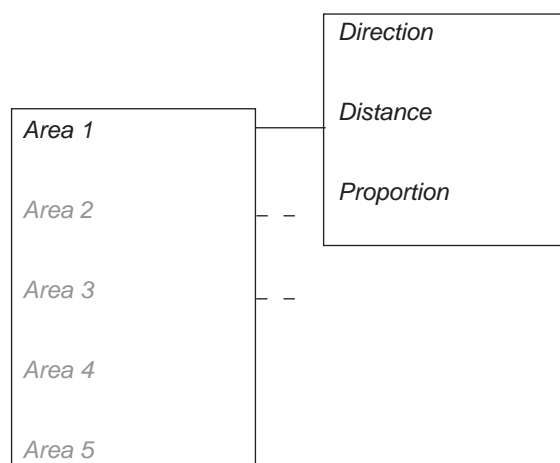 Direction
Distance
Proportion
Area 1
Area 2
Area 3
Area 4
Area 5